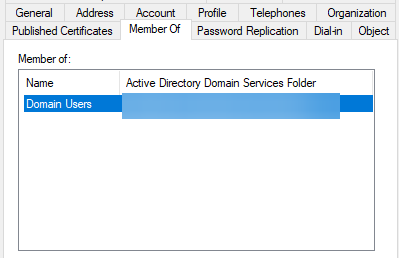 General Address Account Profile Telephones Organization
Published Certificates Member Of Password Replication Dial-in Object
Member of:
Name Active Directory Domain Services Folder
Domain Users